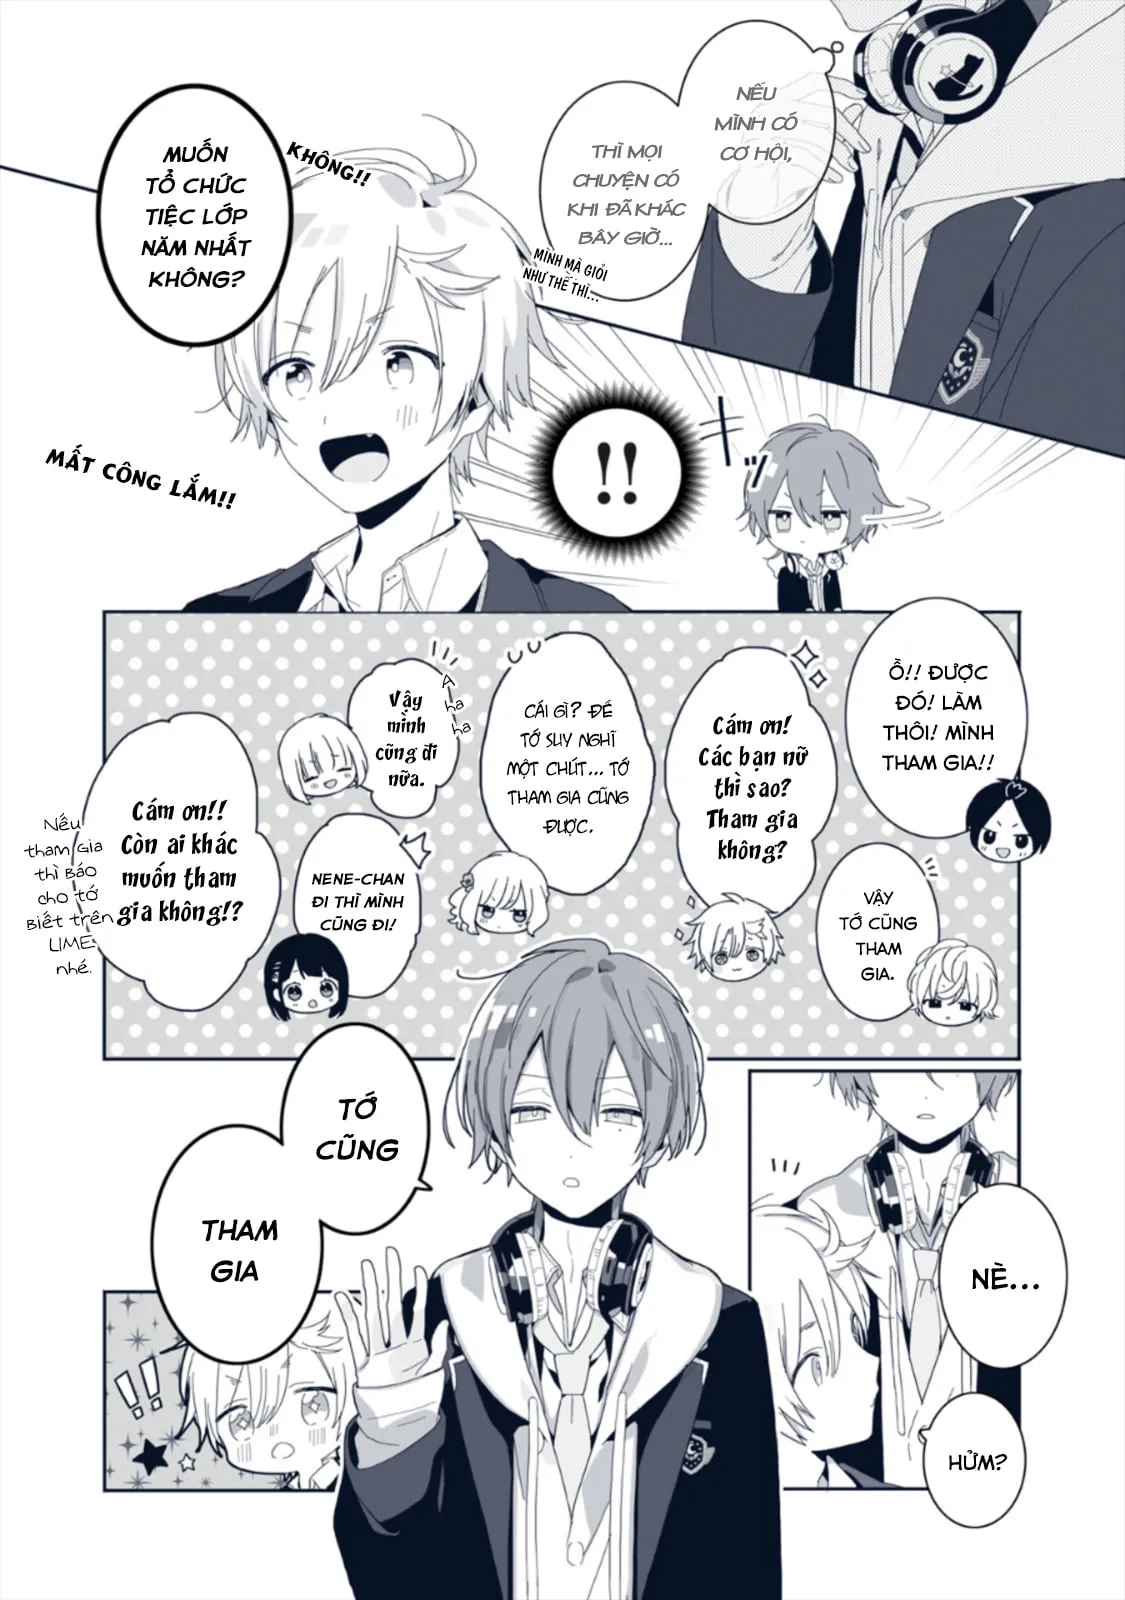 NẾU
MÌNH CÓ
CƠ HỘI,
THÌ MỌI
CHUYỆN CÓ
KHI ĐÃ KHÁC
BÂY GIỜ...
MÌNH MÀ GIỎI
NHƯ THẾ THÌ...
KHÔNG!!
MUỐN
TỔ CHỨC
TIỆC LỚP
NĂM NHẤT
KHÔNG?
MẤT CÔNG LẮM!!
!!
ッ
Ồ!! ĐƯỢC
ĐÓ! LÀM
THÔI! MÌNH
THAM GIA!!
VẬY
TỚ CŨNG
THAM
GIA.
Cám ơn!
Các bạn nữ
thì sao?
Tham gia
không?
CÁI GÌ? ĐỂ
TỚ SUY NGHĨ
MỘT CHÚT... TỚ
THAM GIA CŨNG
ĐƯỢC.
A
ha
ha
Vậy
mình
cũng đi
nữa.
NENE-CHAN
ĐI THÌ MÌNH
CŨNG ĐI!
Cám ơn!!
Còn ai khác
muốn tham
gia không!?
Nếu
tham gia
thì báo
cho tớ
biết trên
LIMES
nhé.
NÈ...
HỬM?
TỚ
CŨNG
THAM
GIA
!!